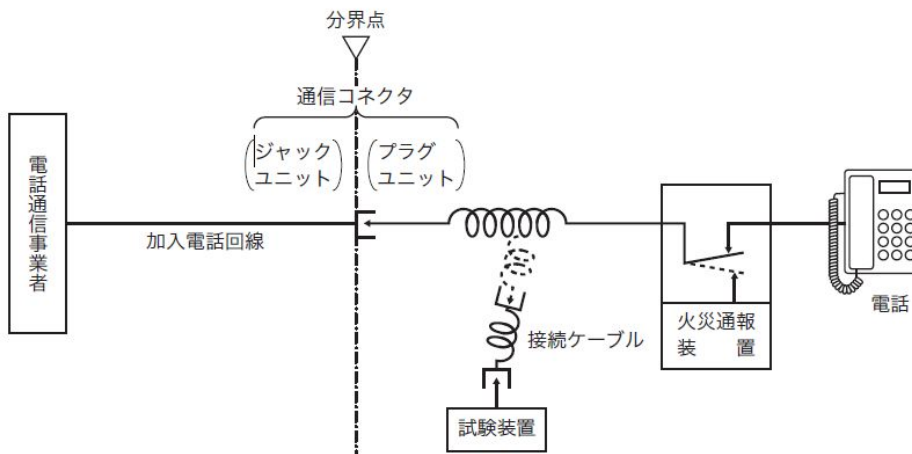 分界点
通信コネクタ
ジャック
ユニット
プラグ
ユニット
電話通信事業者
加入電話回線
接続ケーブル
試験装置
火災通報
装　置
電話